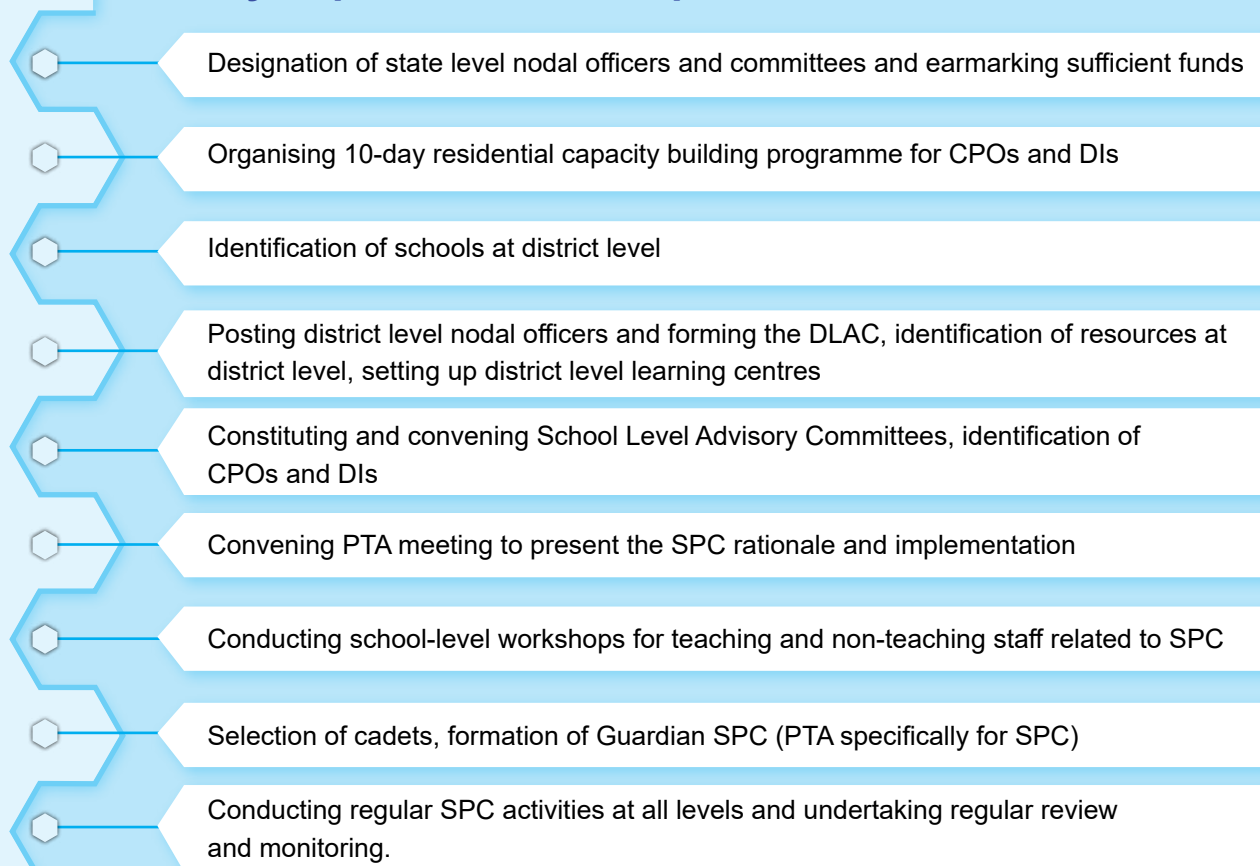 Designation of state level nodal officers and committees and earmarking sufficient funds
Organising 10-day residential capacity building programme for CPOs and DIs
Identification of schools at district level
Posting district level nodal officers and forming the DLAC, identification of resources at
district level, setting up district level learning centres
Constituting and convening School Level Advisory Committees, identification of
CPOs and DIs
Convening PTA meeting to present the SPC rationale and implementation
Conducting school-level workshops for teaching and non-teaching staff related to SPC
Selection of cadets, formation of Guardian SPC (PTA specifically for SPC)
Conducting regular SPC activities at all levels and undertaking regular review
and monitoring.